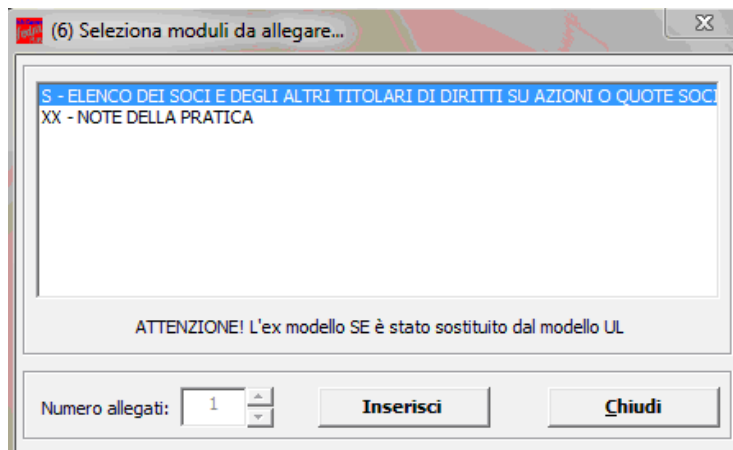 (6) Seleziona moduli da allegare...
S - ELENCO DEI SOCI E DEGLI ALTRI TITOLARI DI DIRITTI SU AZIONI O QUOTE SOCI
XX - NOTE DELLA PRATICA
ATTENZIONE! L'ex modello SE è stato sostituito dal modello UL
Numero allegati: 1 Inserisci Chiudi